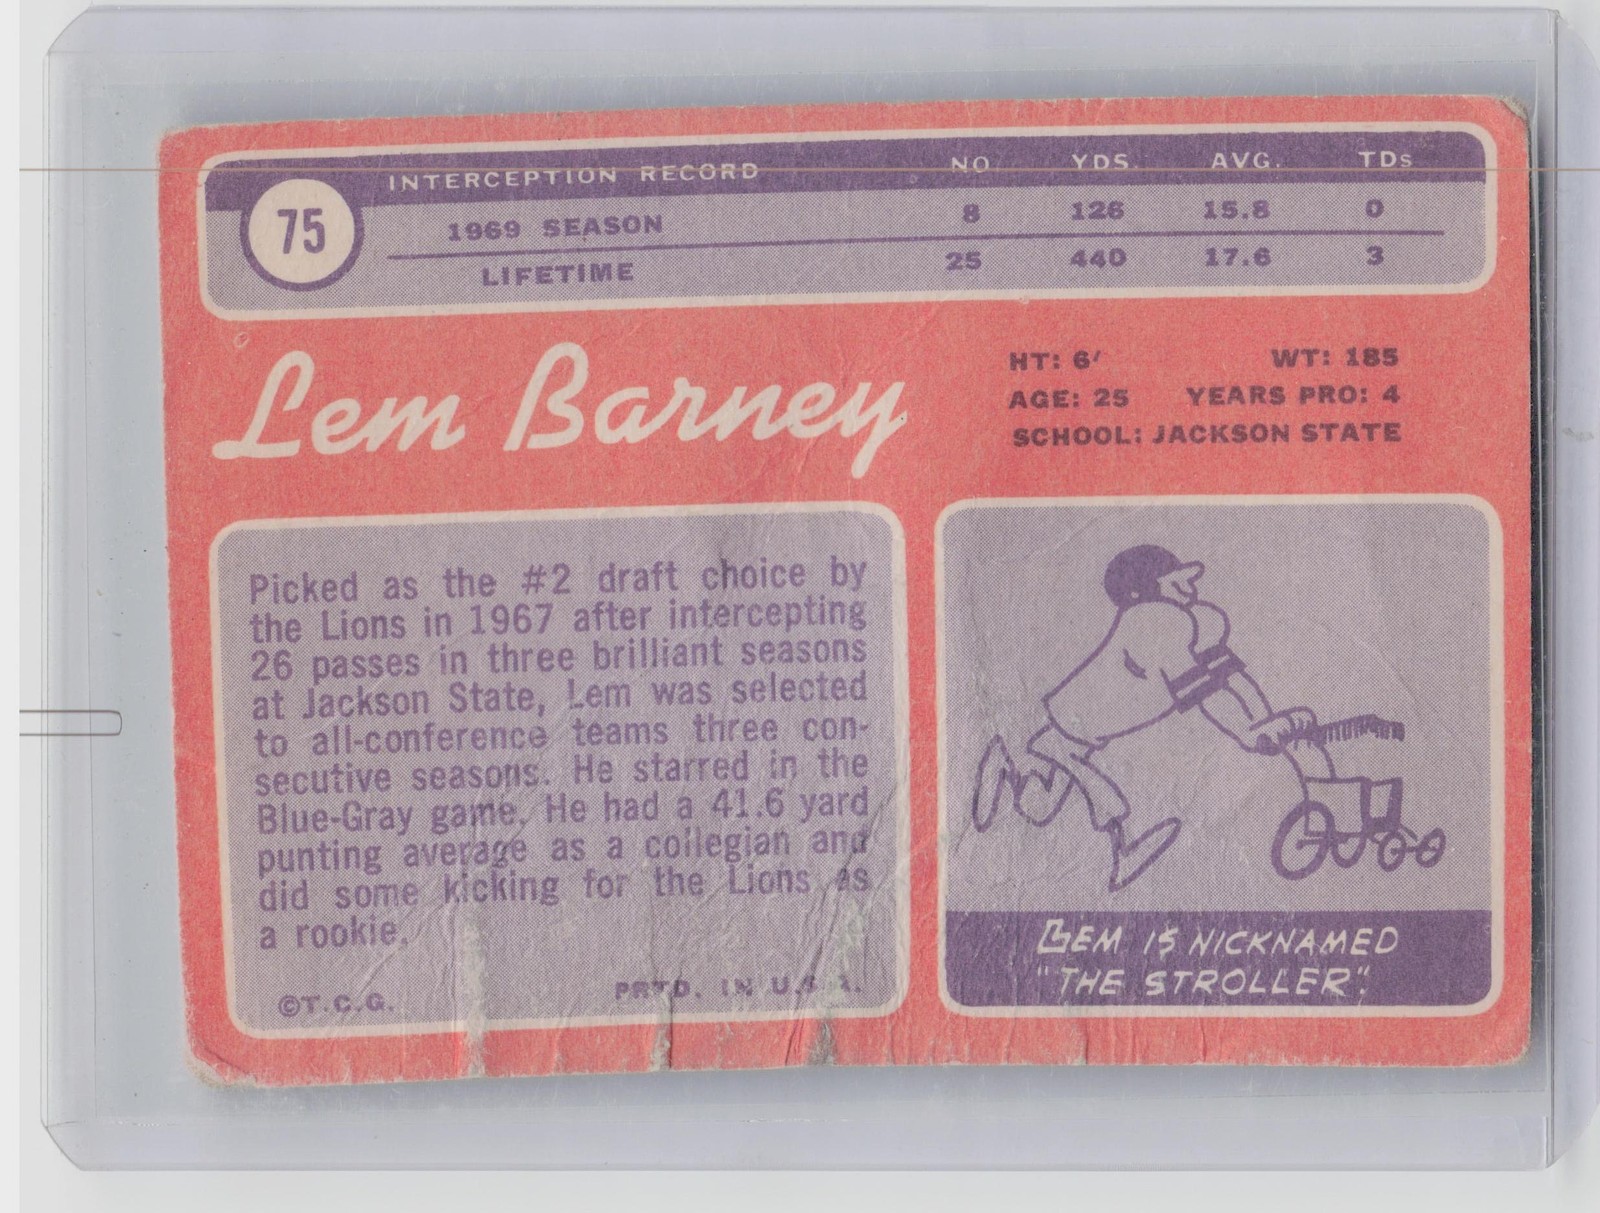 75
INTERCEPTION RECORD NO YDS. AVG. TDs
1969 SEASON 8 126 15.8 0
LIFETIME 25 440 17.6 3
Lem Barney
HT: 6' WT: 185
AGE: 25 YEARS PRO: 4
SCHOOL: JACKSON STATE
Picked as the #2 draft choice by
the Lions in 1967 after intercepting
26 passes in three brilliant seasons
at Jackson State, Lem was selected
to all-conference teams three con-
secutive seasons. He starred in the
Blue-Gray game. He had a 41.6 yard
punting average as a collegian and
did some kicking for the Lions as
a rookie.
©T.C.G. PRTD. IN U.S.A.
LEM IS NICKNAMED
"THE STROLLER".